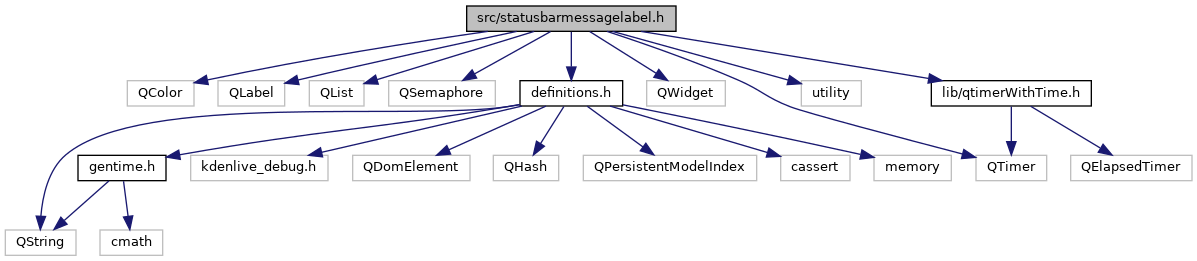 src/statusbarmessagelabel.h
QColor
QLabel
QList
QSemaphore
definitions.h
QWidget
utility
lib/qtimerWithTime.h
gentime.h
kdenlive_debug.h
QDomElement
QHash
QPersistentModelIndex
cassert
memory
QTimer
QElapsedTimer
QString
cmath